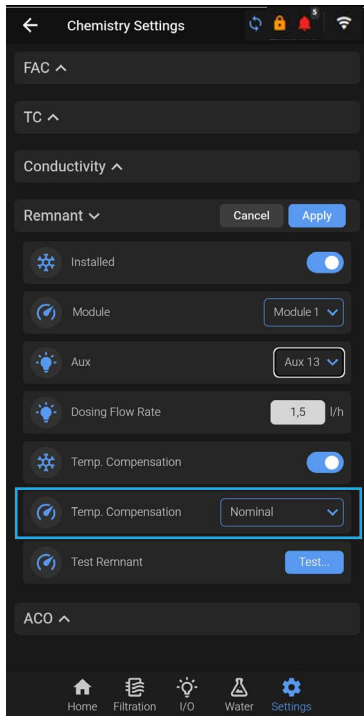 Chemistry Settings
5
FAC
TC
Conductivity
Remnant
Cancel
Apply
Installed
Module
Module 1
Aux
Aux 13
Dosing Flow Rate
1,5
l/h
Temp. Compensation
Temp. Compensation
Nominal
Test Remnant
Test...
ACO
Home
Filtration
I/O
Water
Settings